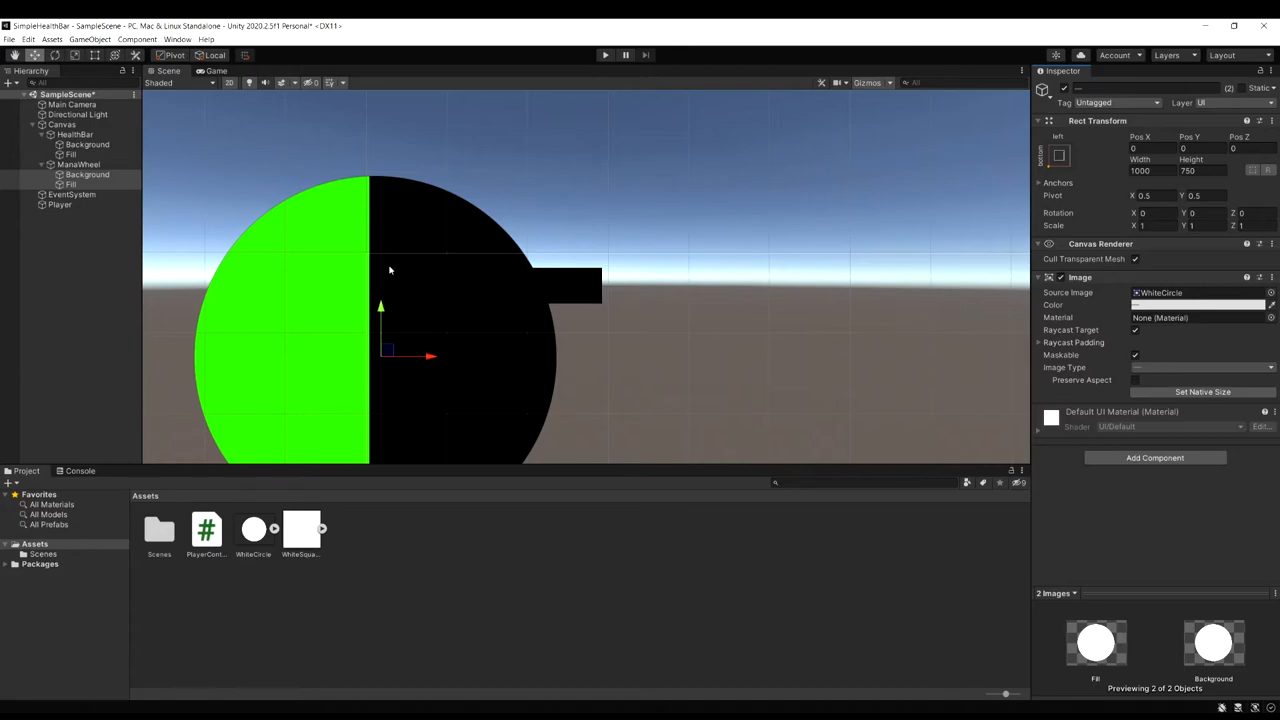 SimpleHealthBar - SampleScene - PC, Mac & Linux Standalone - Unity 2020.2.5f1 Personal* <DX11>
File Edit Assets GameObject Component Window Help
Pivot Local Account Layers Layout
Hierarchy
All
SampleScene*
Main Camera
Directional Light
Canvas
HealthBar
Background
Fill
ManaWheel
Background
Fill
EventSystem
Player
Scene Game
Shaded 2D 0 Gizmos All
Inspector
— (2) Static
Tag Untagged Layer UI
Rect Transform
left
bottom
Pos X Pos Y Pos Z
0 0 0
Width Height
1000 750 R
Anchors
Pivot X 0.5 Y 0.5
Rotation X 0 Y 0 Z 0
Scale X 1 Y 1 Z 1
Canvas Renderer
Cull Transparent Mesh
Image
Source Image WhiteCircle
Color —
Material None (Material)
Raycast Target
Raycast Padding
Maskable
Image Type —
Preserve Aspect
Set Native Size
Default UI Material (Material)
Shader UI/Default Edit...
Add Component
2 Images
Fill Background
Previewing 2 of 2 Objects
Project Console
9
Favorites
All Materials
All Models
All Prefabs
Assets
Scenes
Packages
Assets
#
Scenes PlayerCont... WhiteCircle WhiteSqua...